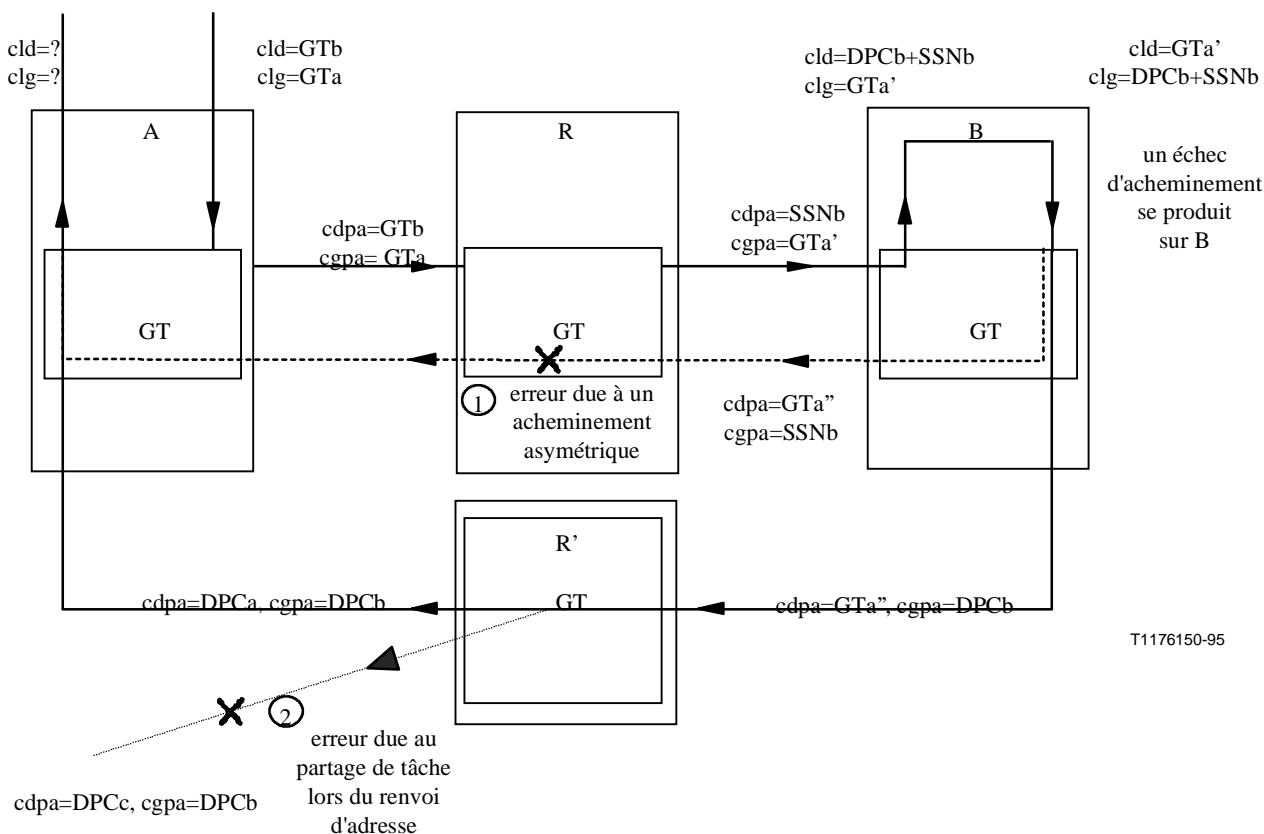 cld=?
clg=?
cld=GTb
clg=GTa
cld=DPCb+SSNb
clg=GTa’
cld=GTa’
clg=DPCb+SSNb
A
R
B
un échec
d'acheminement
se produit
sur B
cdpa=GTb
cgpa= GTa
cdpa=SSNb
cgpa=GTa’
GT
GT
GT
1
erreur due à un
acheminement
asymétrique
cdpa=GTa”
cgpa=SSNb
R’
cdpa=DPCa, cgpa=DPCb
GT
cdpa=GTa”, cgpa=DPCb
T1176150-95
2
erreur due au
partage de tâche
lors du renvoi
d'adresse
cdpa=DPCc, cgpa=DPCb